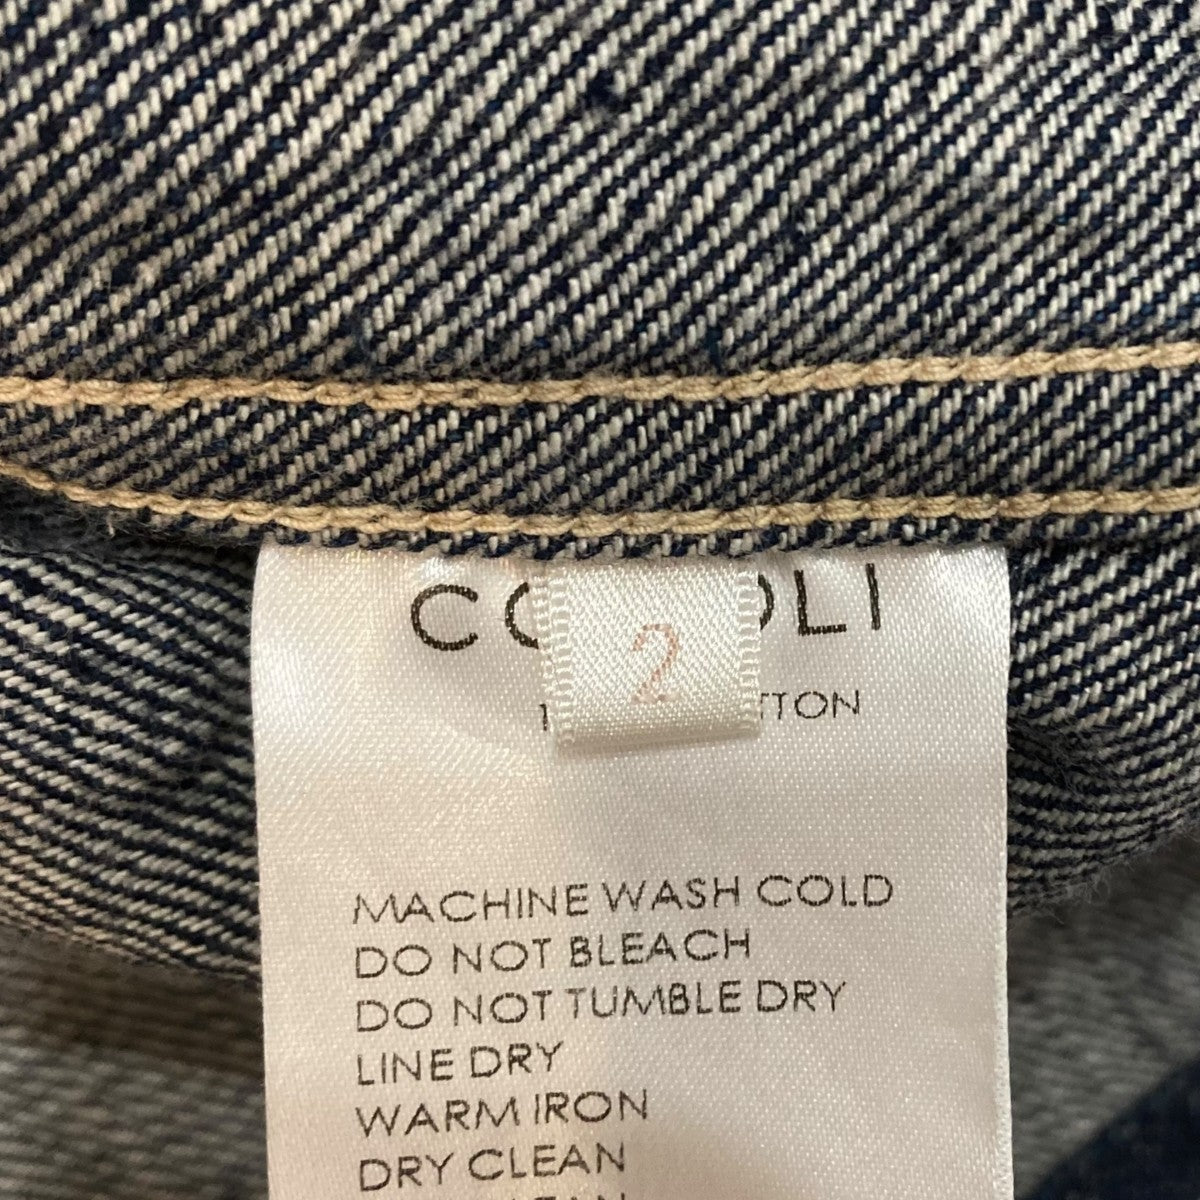 2
MACHINE WASH COLD
DO NOT BLEACH
DO NOT TUMBLE DRY
LINE DRY
WARM IRON
DRY CLEAN